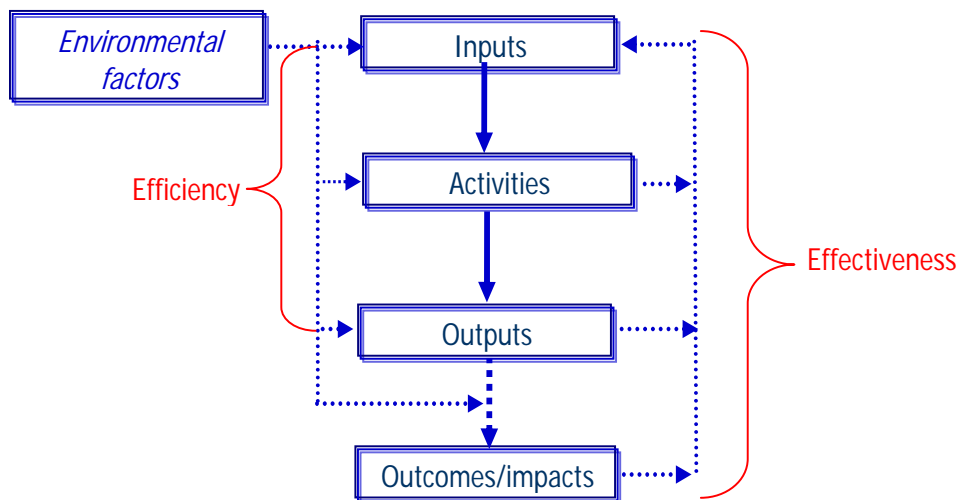 Environmental
factors
Inputs
Activities
Efficiency
Effectiveness
Outputs
Outcomes/impacts